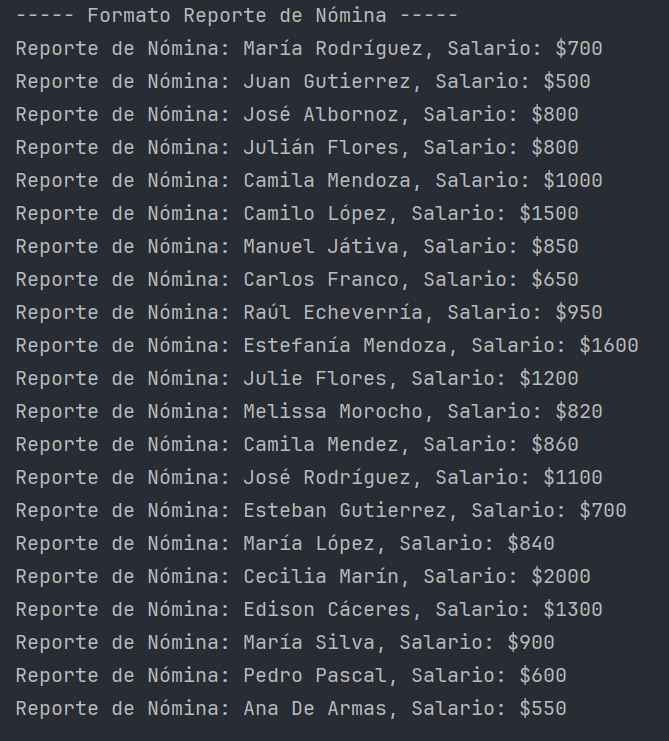 ----- Formato Reporte de Nómina -----
Reporte de Nómina: María Rodríguez, Salario: $700
Reporte de Nómina: Juan Gutierrez, Salario: $500
Reporte de Nómina: José Albornoz, Salario: $800
Reporte de Nómina: Julián Flores, Salario: $800
Reporte de Nómina: Camila Mendoza, Salario: $1000
Reporte de Nómina: Camilo López, Salario: $1500
Reporte de Nómina: Manuel Játiva, Salario: $850
Reporte de Nómina: Carlos Franco, Salario: $650
Reporte de Nómina: Raúl Echeverría, Salario: $950
Reporte de Nómina: Estefanía Mendoza, Salario: $1600
Reporte de Nómina: Julie Flores, Salario: $1200
Reporte de Nómina: Melissa Morocho, Salario: $820
Reporte de Nómina: Camila Mendez, Salario: $860
Reporte de Nómina: José Rodríguez, Salario: $1100
Reporte de Nómina: Esteban Gutierrez, Salario: $700
Reporte de Nómina: María López, Salario: $840
Reporte de Nómina: Cecilia Marín, Salario: $2000
Reporte de Nómina: Edison Cáceres, Salario: $1300
Reporte de Nómina: María Silva, Salario: $900
Reporte de Nómina: Pedro Pascal, Salario: $600
Reporte de Nómina: Ana De Armas, Salario: $550